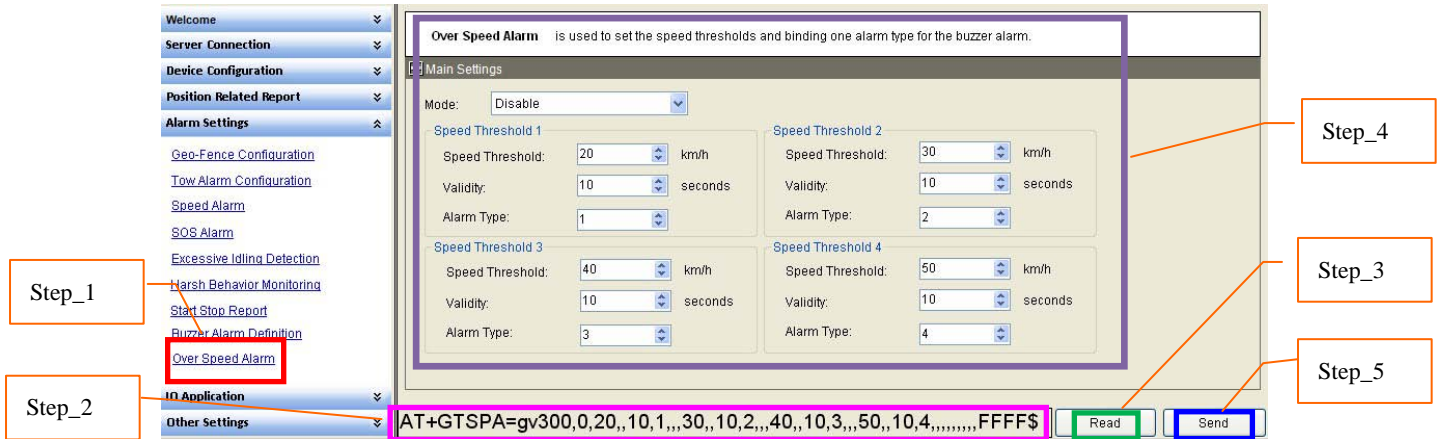 Welcome
Server Connection
Device Configuration
Position Related Report
Alarm Settings
Geo-Fence Configuration
Tow Alarm Configuration
Speed Alarm
SOS Alarm
Excessive Idling Detection
Harsh Behavior Monitoring
Start Stop Report
Buzzer Alarm Definition
Over Speed Alarm
IO Application
Other Settings
Over Speed Alarm is used to set the speed thresholds and binding one alarm type for the buzzer alarm.
Main Settings
Mode: Disable
Speed Threshold 1
Speed Threshold: 20 km/h
Validity: 10 seconds
Alarm Type: 1
Speed Threshold 2
Speed Threshold: 30 km/h
Validity: 10 seconds
Alarm Type: 2
Speed Threshold 3
Speed Threshold: 40 km/h
Validity: 10 seconds
Alarm Type: 3
Speed Threshold 4
Speed Threshold: 50 km/h
Validity: 10 seconds
Alarm Type: 4
AT+GTSPA=gv300,0,20,,10,1,,,30,,10,2,,,40,,10,3,,,50,,10,4,,,,,,,,,FFFF$
Read
Send
Step_1
Step_2
Step_4
Step_3
Step_5